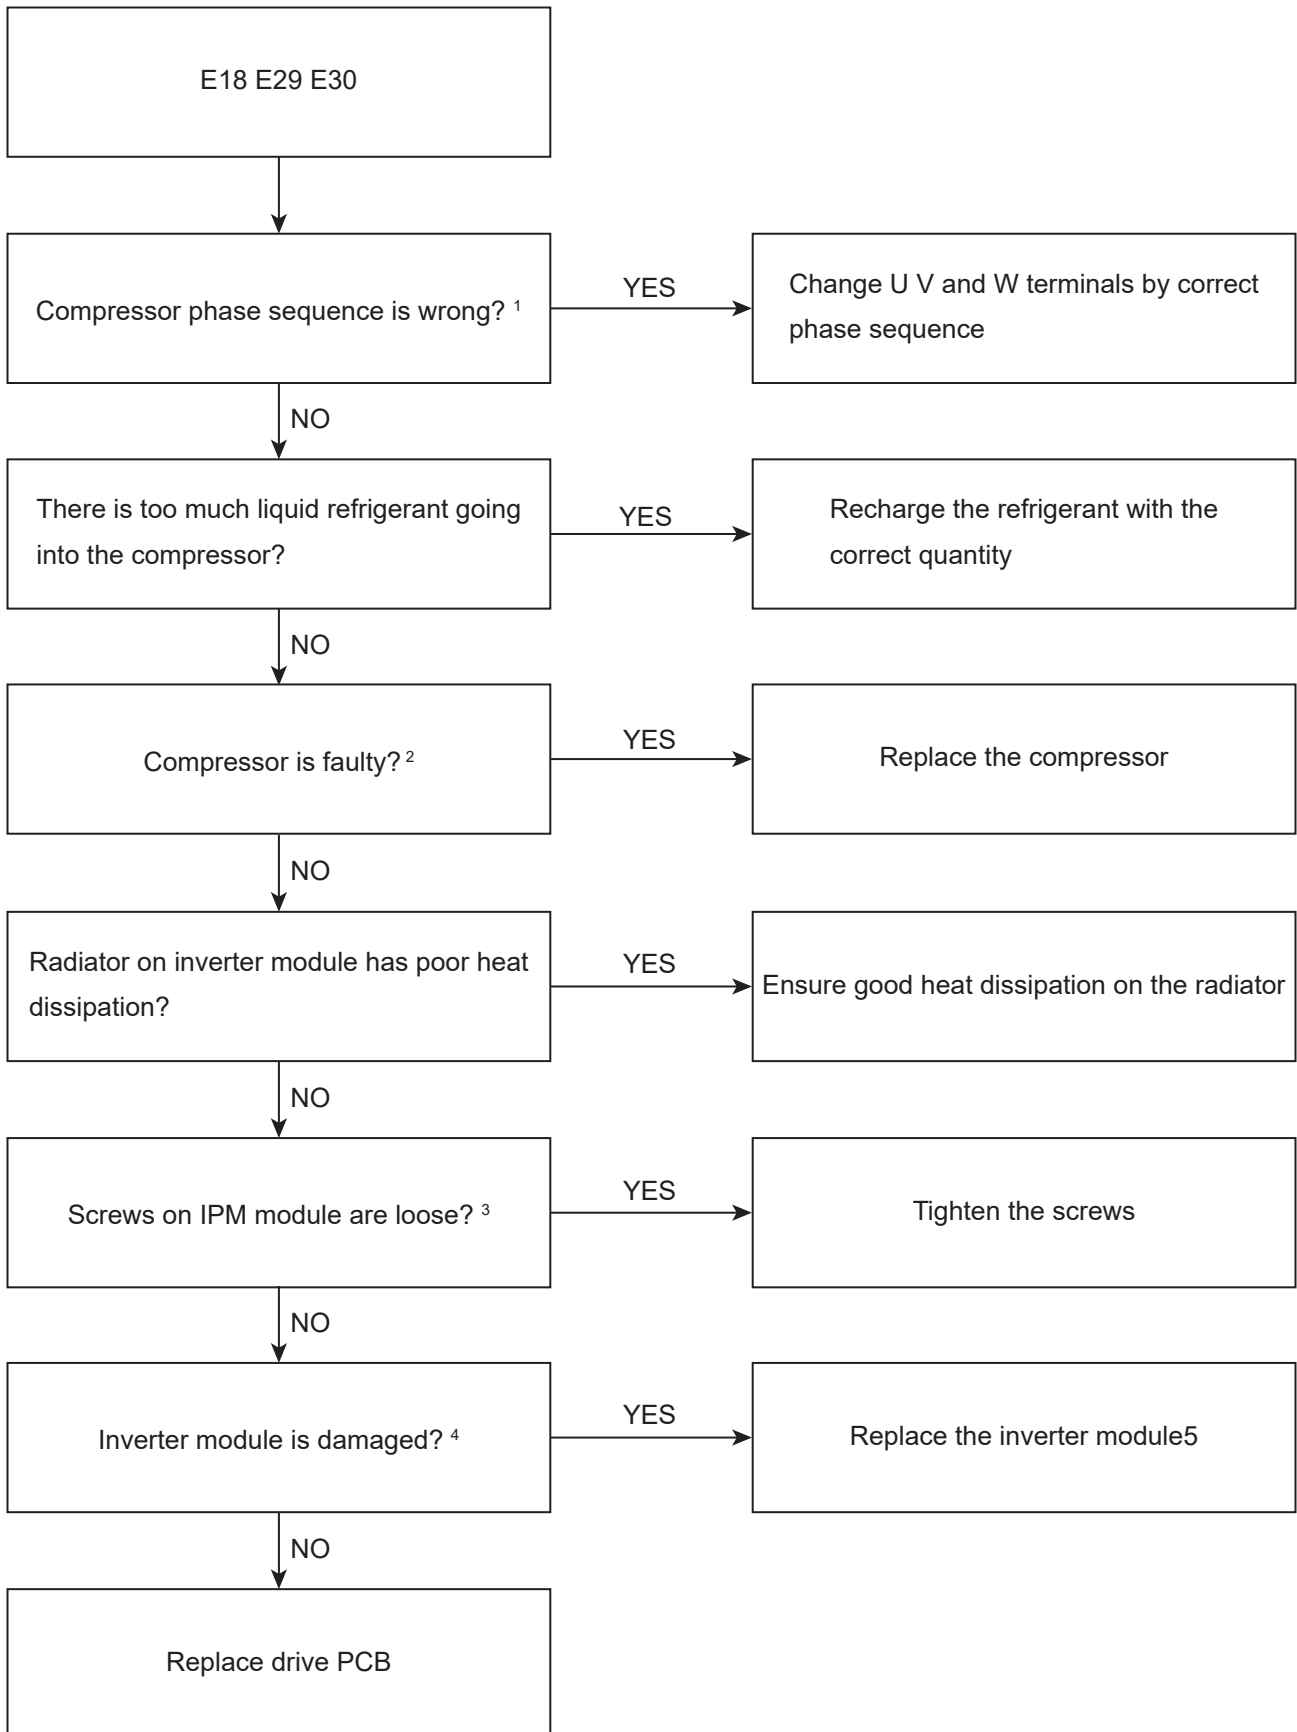 E18 E29 E30
Compressor phase sequence is wrong? 1
YES
Change U V and W terminals by correct
phase sequence
NO
There is too much liquid refrigerant going
into the compressor?
YES
Recharge the refrigerant with the
correct quantity
NO
Compressor is faulty? 2
YES
Replace the compressor
NO
Radiator on inverter module has poor heat
dissipation?
YES
Ensure good heat dissipation on the radiator
NO
Screws on IPM module are loose? 3
YES
Tighten the screws
NO
Inverter module is damaged? 4
YES
Replace the inverter module5
NO
Replace drive PCB